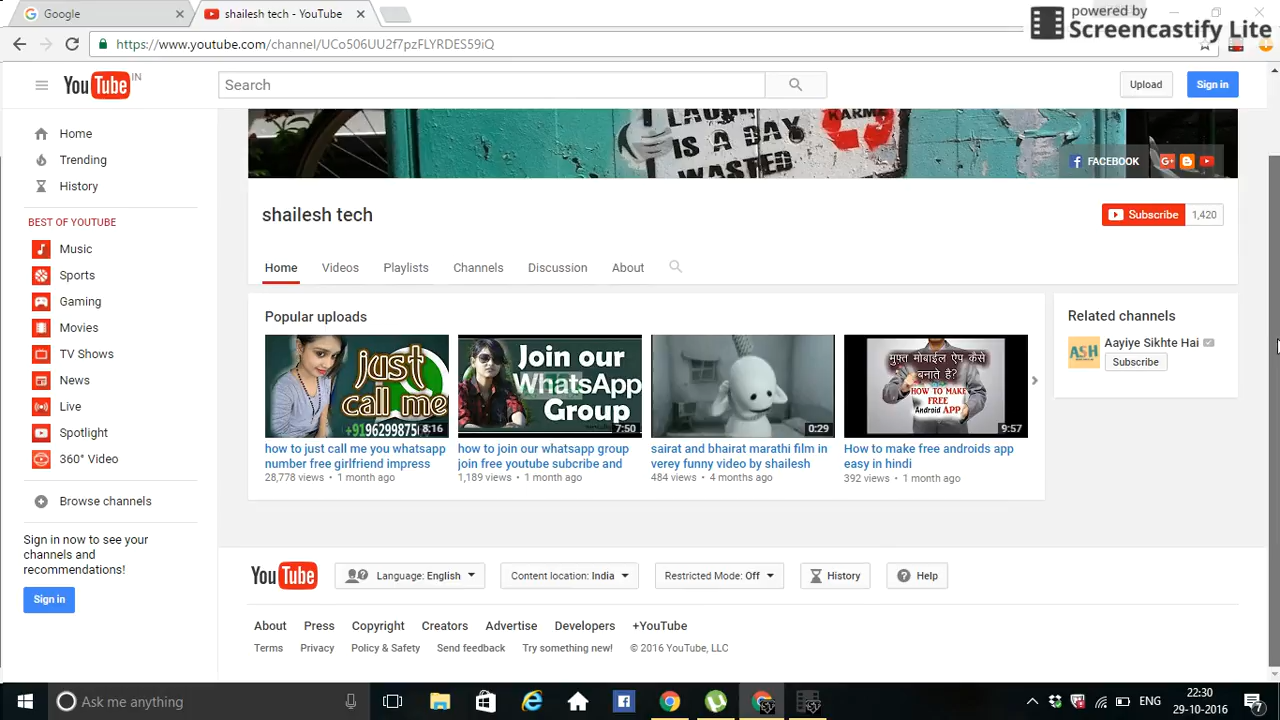 powered by
Screencastify Lite
Google
shailesh tech - YouTube
https://www.youtube.com/channel/UCo506UU2f7pzFLYRDES59iQ
YouTube IN
Search
Upload
Sign in
Home
Trending
History
BEST OF YOUTUBE
Music
Sports
Gaming
Movies
TV Shows
News
Live
Spotlight
360° Video
Browse channels
Sign in now to see your
channels and
recommendations!
Sign in
IS A DAY
WASTED
KARMA
FACEBOOK
shailesh tech
Subscribe 1,420
Home Videos Playlists Channels Discussion About
Popular uploads
just
call me
+9196299875
8:16
how to just call me you whatsapp
number free girlfriend impress
28,778 views • 1 month ago
Join our
WhatsApp
Group
7:50
how to join our whatsapp group
join free youtube subcribe and
1,189 views • 1 month ago
0:29
sairat and bhairat marathi film in
verey funny video by shailesh
484 views • 4 months ago
मुफ्त मोबाईल ऐप कैसे
बनाते है?
HOW TO MAKE
FREE
Android APP
9:57
How to make free androids app
easy in hindi
392 views • 1 month ago
Related channels
ASH
Aayiye Sikhte Hai
Subscribe
YouTube
Language: English
Content location: India
Restricted Mode: Off
History
Help
About Press Copyright Creators Advertise Developers +YouTube
Terms Privacy Policy & Safety Send feedback Try something new! © 2016 YouTube, LLC
Ask me anything
ENG
22:30
29-10-2016